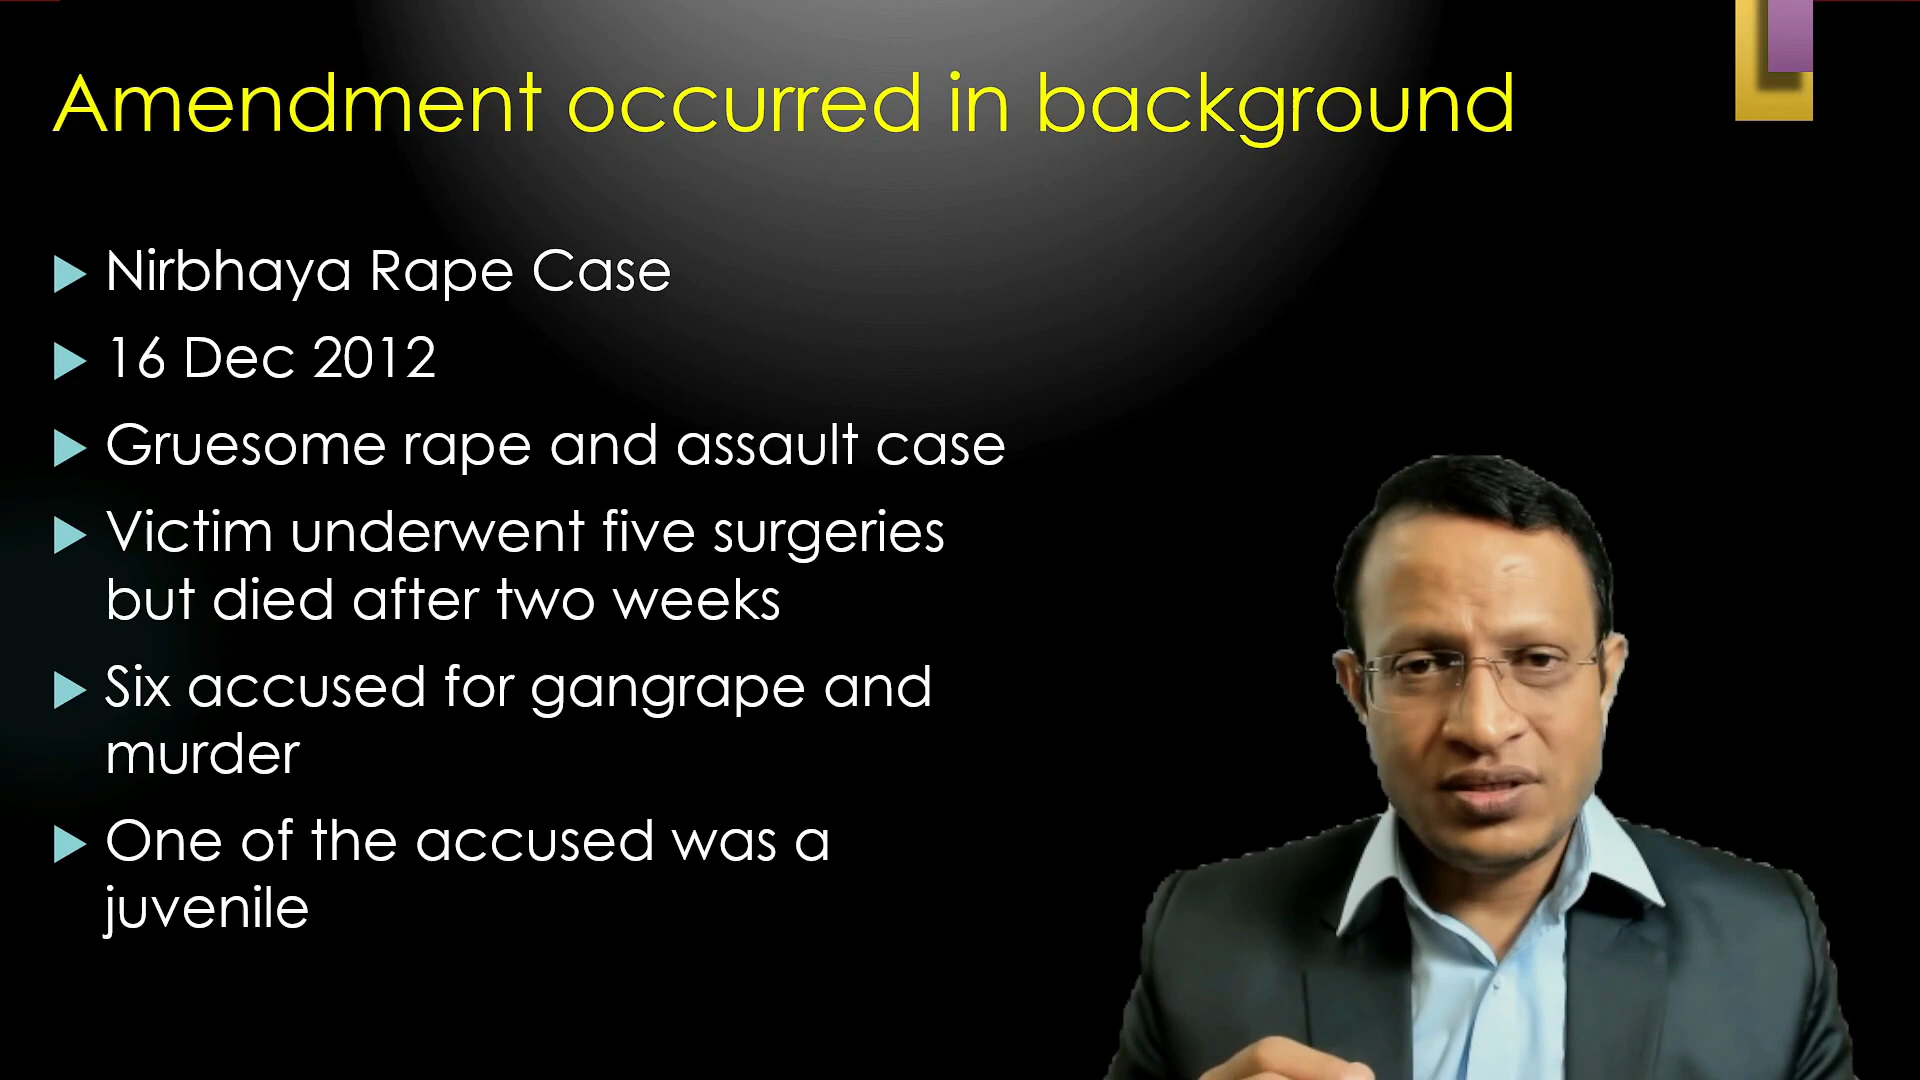 Amendment occurred in background
Nirbhaya Rape Case
16 Dec 2012
Gruesome rape and assault case
Victim underwent five surgeries
but died after two weeks
Six accused for gangrape and
murder
One of the accused was a
juvenile